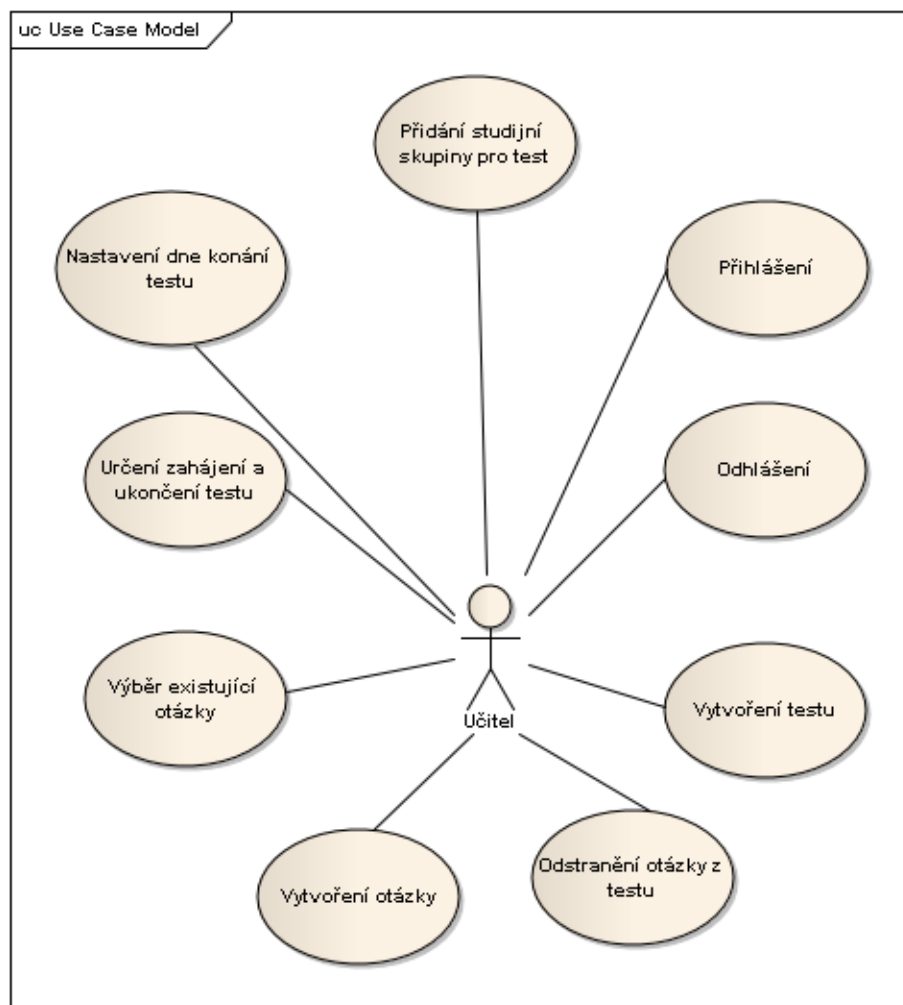 uc Use Case Model
Přidání studijní
skupiny pro test
Nastavení dne konání
testu
Přihlášení
Určení zahájení a
ukončení testu
Odhlášení
Výběr existující
otázky
Učitel
Vytvoření testu
Vytvoření otázky
Odstranění otázky z
testu